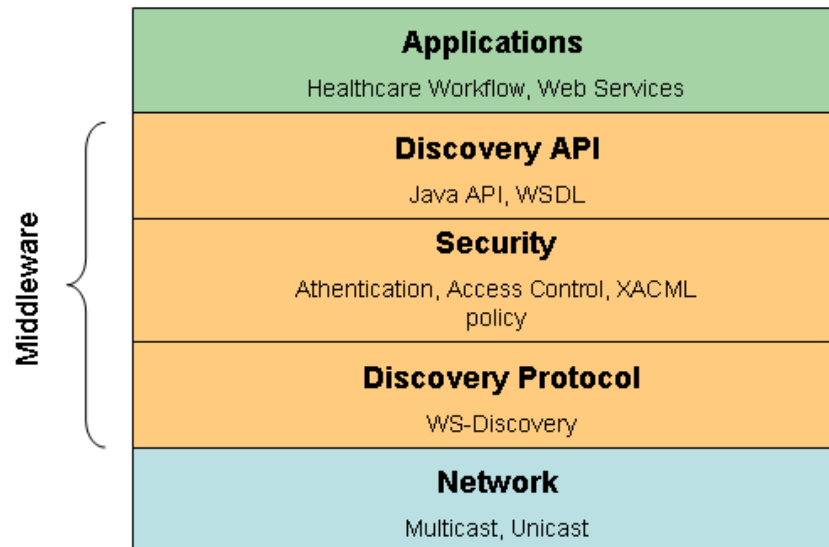 Applications
Healthcare Workflow, Web Services
Discovery API
Java API, WSDL
Middleware
Security
Athentication, Access Control, XACML
policy
Discovery Protocol
WS-Discovery
Network
Multicast, Unicast